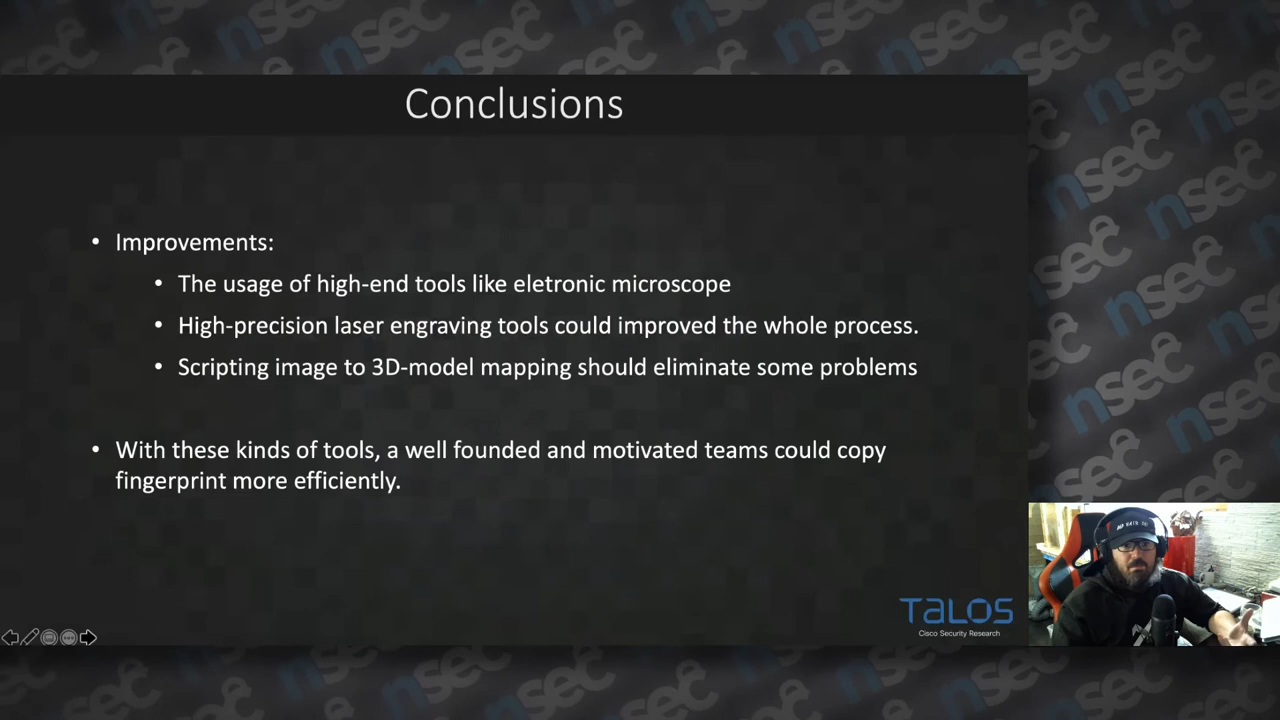 Conclusions
• Improvements:
• The usage of high-end tools like eletronic microscope
• High-precision laser engraving tools could improved the whole process.
• Scripting image to 3D-model mapping should eliminate some problems
• With these kinds of tools, a well founded and motivated teams could copy
fingerprint more efficiently.
TALOS
Cisco Security Research
nsec